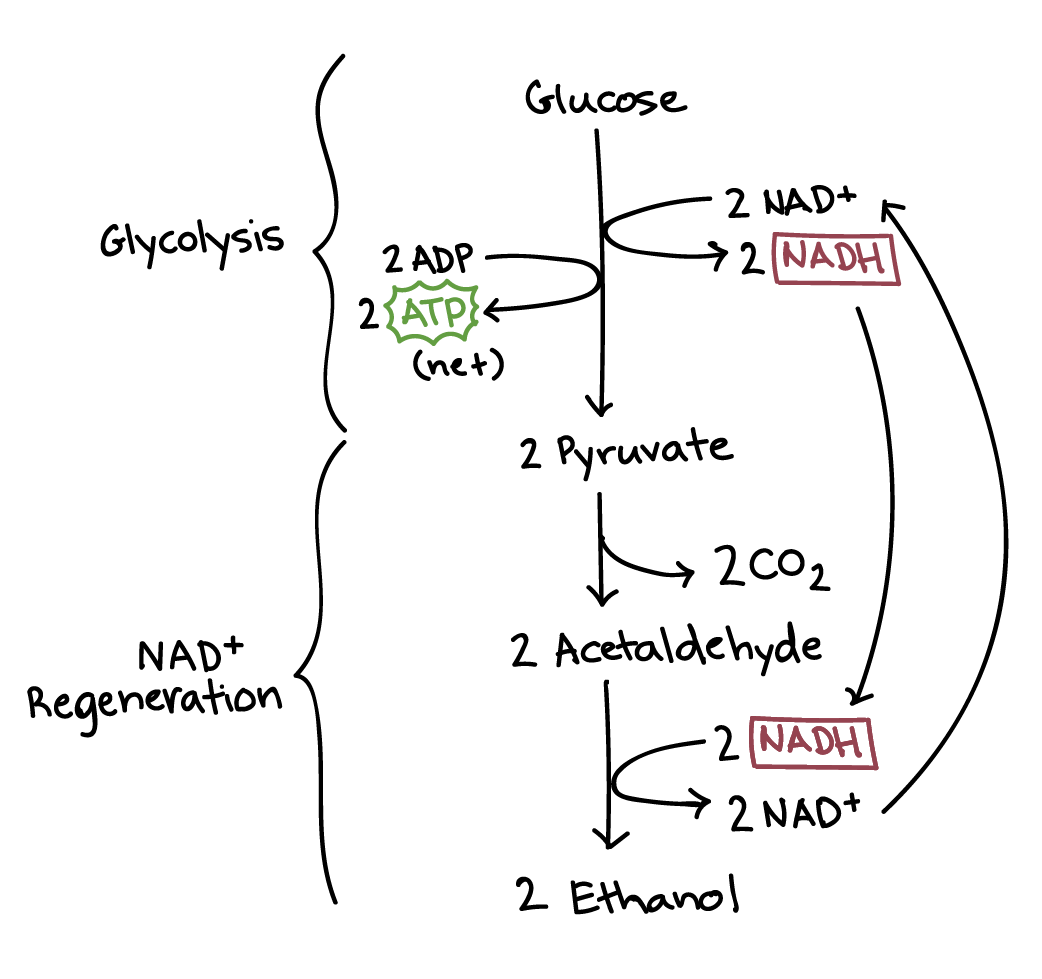 Glucose
2 NAD+
Glycolysis
2 ADP
2 NADH
2 ATP
(net)
2 Pyruvate
2 CO₂
2 Acetaldehyde
NAD⁺
Regeneration
2 NADH
2 NAD⁺
2 Ethanol